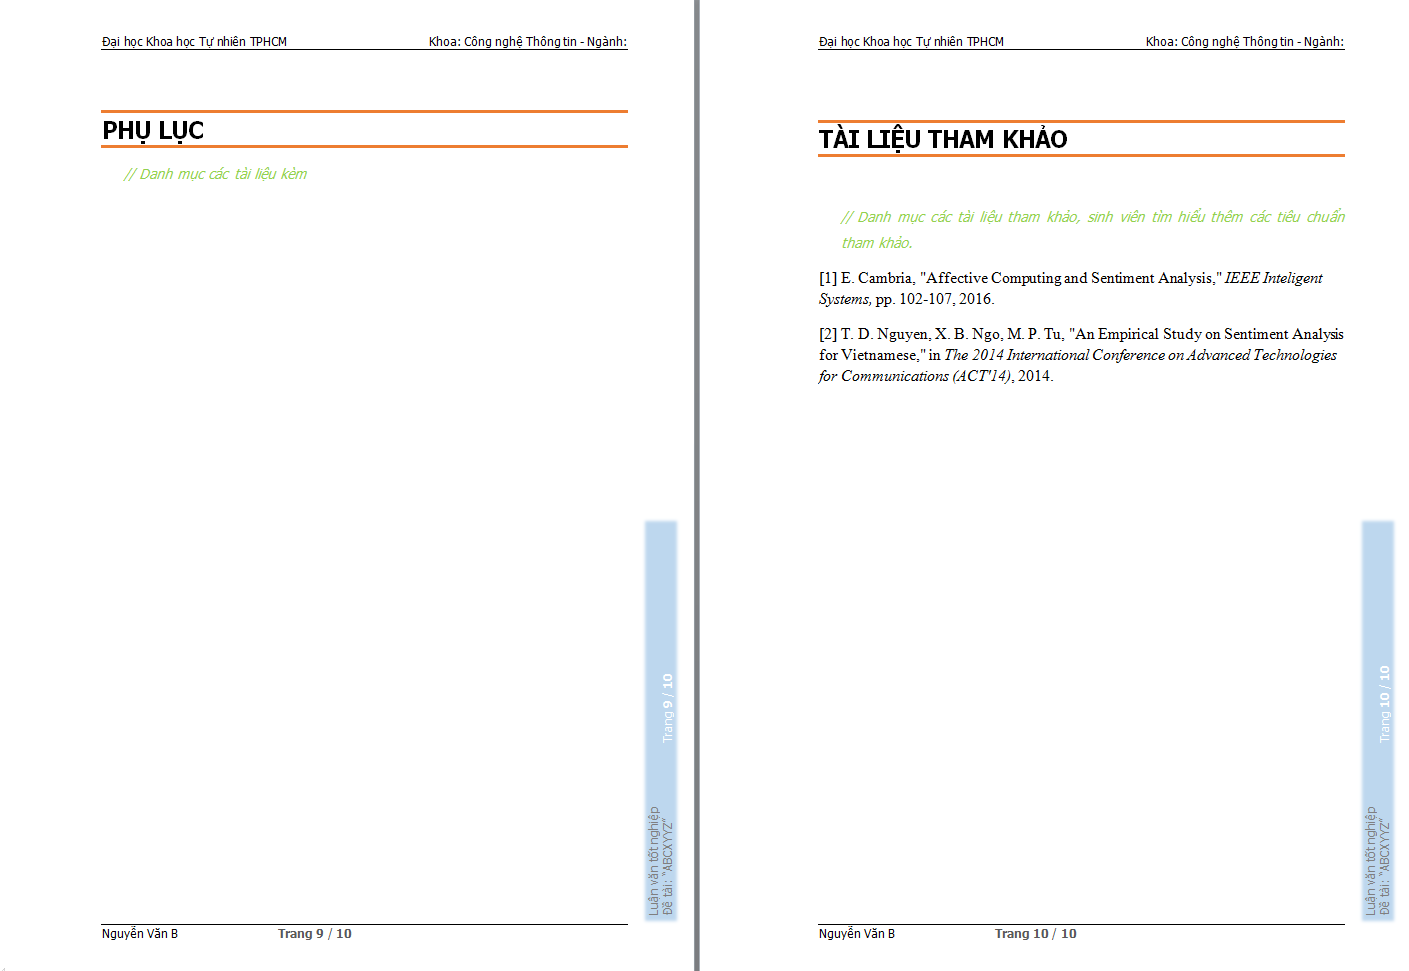 Đại học Khoa học Tự nhiên TPHCM
Khoa: Công nghệ Thông tin - Ngành:
PHỤ LỤC
// Danh mục các tài liệu kèm
Trang 9 / 10
Luận văn tốt nghiệp
Đề tài: “ABCXYYZ”
Nguyễn Văn B
Trang 9 / 10
Đại học Khoa học Tự nhiên TPHCM
Khoa: Công nghệ Thông tin - Ngành:
TÀI LIỆU THAM KHẢO
// Danh mục các tài liệu tham khảo, sinh viên tìm hiểu thêm các tiêu chuẩn
tham khảo.
[1] E. Cambria, "Affective Computing and Sentiment Analysis," IEEE Inteligent
Systems, pp. 102-107, 2016.
[2] T. D. Nguyen, X. B. Ngo, M. P. Tu, "An Empirical Study on Sentiment Analysis
for Vietnamese," in The 2014 International Conference on Advanced Technologies
for Communications (ACT'14), 2014.
Trang 10 / 10
Luận văn tốt nghiệp
Đề tài: “ABCXYYZ”
Nguyễn Văn B
Trang 10 / 10